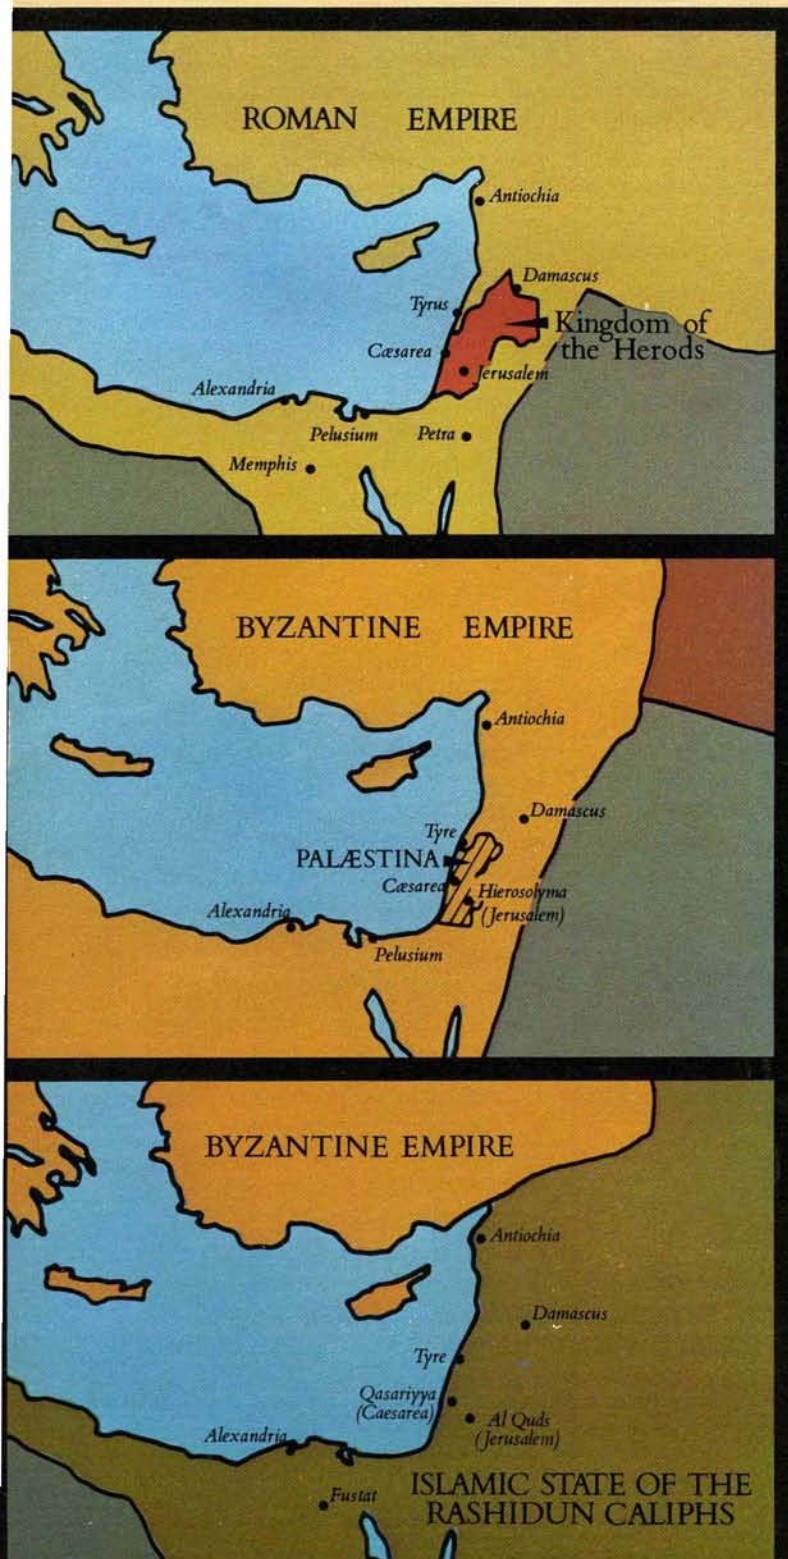 ROMAN EMPIRE
Antiochia
Damascus
Tyrus
Kingdom of
the Herods
Cæsarea
Jerusalem
Alexandria
Pelusium
Petra
Memphis
BYZANTINE EMPIRE
Antiochia
Damascus
Tyre
PALÆSTINA
Cæsarea
Hierosolyma
(Jerusalem)
Alexandria
Pelusium
BYZANTINE EMPIRE
Antiochia
Damascus
Tyre
Qasariyya
(Caesarea)
Al Quds
(Jerusalem)
Alexandria
Fustat
ISLAMIC STATE OF THE
RASHIDUN CALIPHS